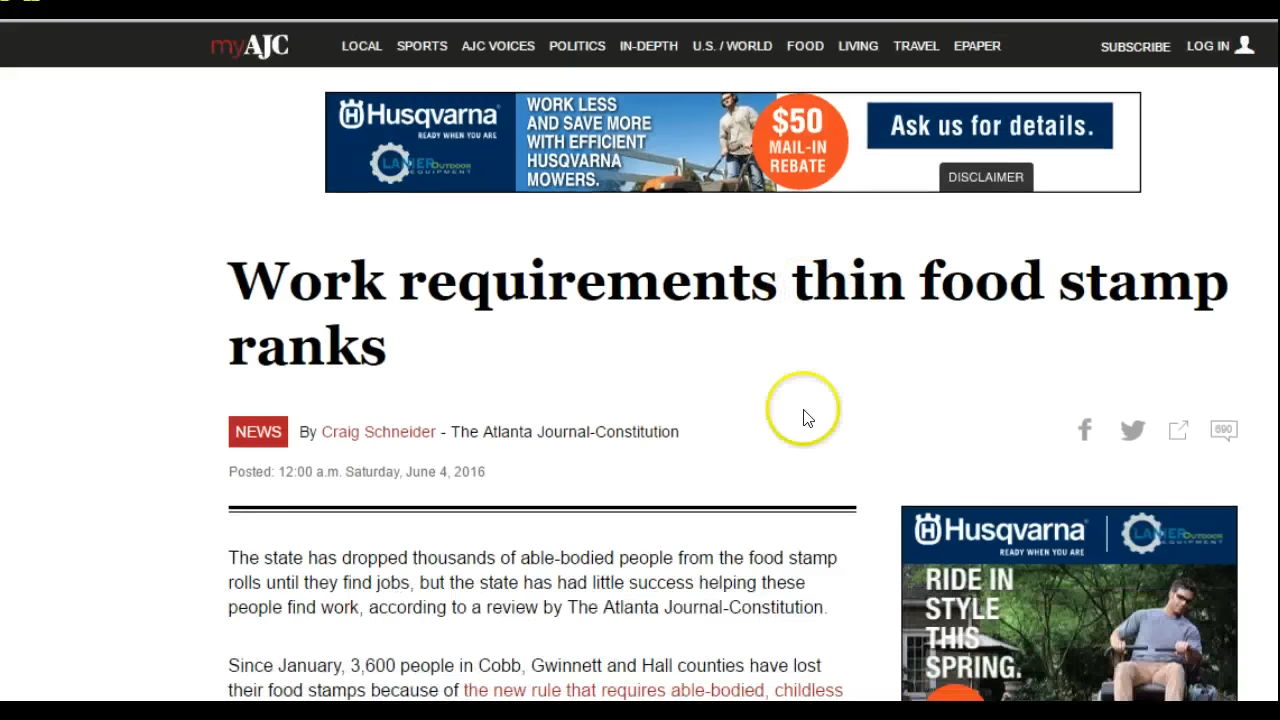 myAJC LOCAL SPORTS AJC VOICES POLITICS IN-DEPTH U.S. / WORLD FOOD LIVING TRAVEL EPAPER SUBSCRIBE LOG IN
Husqvarna
READY WHEN YOU ARE
LANIER OUTDOOR
EQUIPMENT
WORK LESS
AND SAVE MORE
WITH EFFICIENT
HUSQVARNA
MOWERS.
$50
MAIL-IN
REBATE
Ask us for details.
DISCLAIMER
Work requirements thin food stamp
ranks
NEWS By Craig Schneider - The Atlanta Journal-Constitution
690
Posted: 12:00 a.m. Saturday, June 4, 2016
The state has dropped thousands of able-bodied people from the food stamp
rolls until they find jobs, but the state has had little success helping these
people find work, according to a review by The Atlanta Journal-Constitution.
Since January, 3,600 people in Cobb, Gwinnett and Hall counties have lost
their food stamps because of the new rule that requires able-bodied, childless
Husqvarna
READY WHEN YOU ARE
LANIER OUTDOOR
EQUIPMENT
RIDE IN
STYLE
THIS
SPRING.